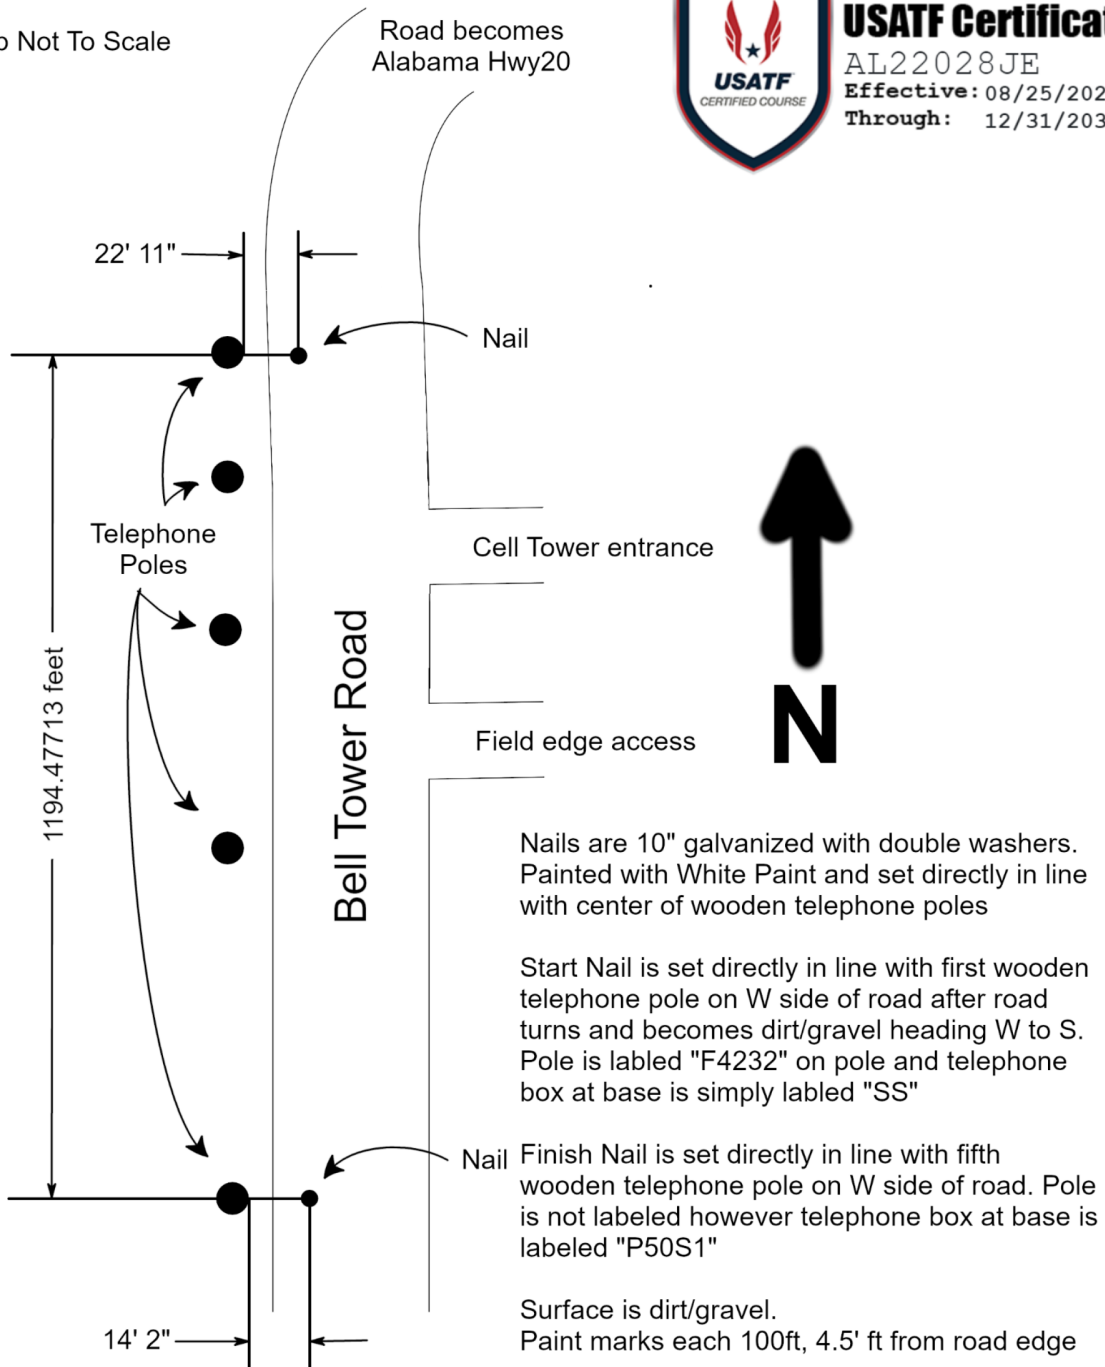 Not To Scale
Road becomes
Alabama Hwy20
USATF
CERTIFIED COURSE
USATF
AL22028JE
Effective: 08/25/202
Through: 12/31/203
22' 11"
Nail
Telephone
Poles
Cell Tower entrance
1194.47713 feet
Bell Tower Road
Field edge access
N
Nails are 10" galvanized with double washers.
Painted with White Paint and set directly in line
with center of wooden telephone poles
Start Nail is set directly in line with first wooden
telephone pole on W side of road after road
turns and becomes dirt/gravel heading W to S.
Pole is labled "F4232" on pole and telephone
box at base is simply labled "SS"
Nail
Finish Nail is set directly in line with fifth
wooden telephone pole on W side of road. Pole
is not labeled however telephone box at base is
labeled "P50S1"
Surface is dirt/gravel.
Paint marks each 100ft, 4.5' ft from road edge
14' 2"